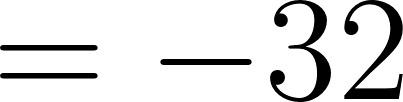 = −32